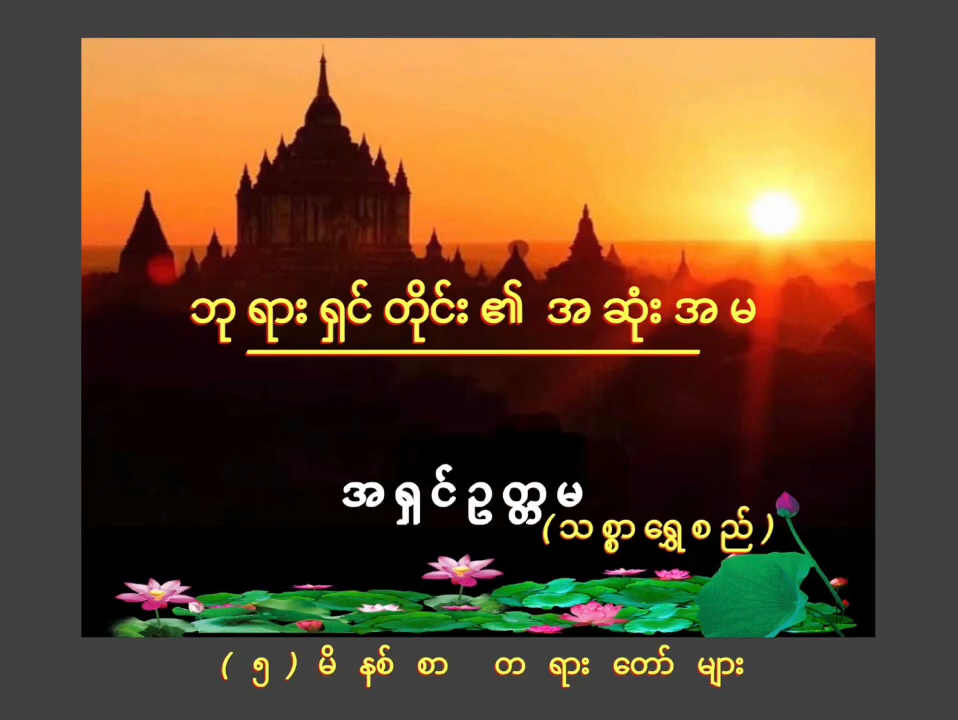 ဘုရားရှင်တိုင်း၏ အဆုံးအမ
အရှင်ဥတ္တမ
(သစ္စာရွှေစည်)
(၅) မိနစ်စာ တရားတော်များ